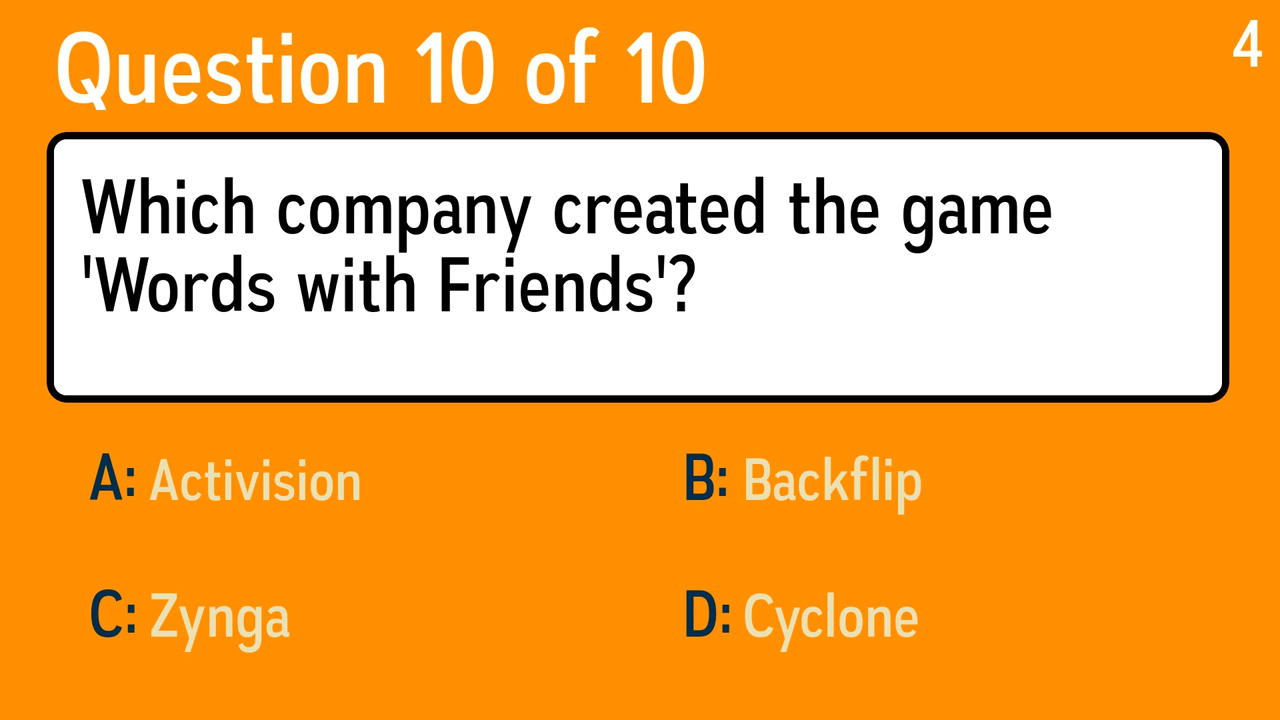 Question 10 of 10
4
Which company created the game
'Words with Friends'?
A: Activision
B: Backflip
C: Zynga
D: Cyclone